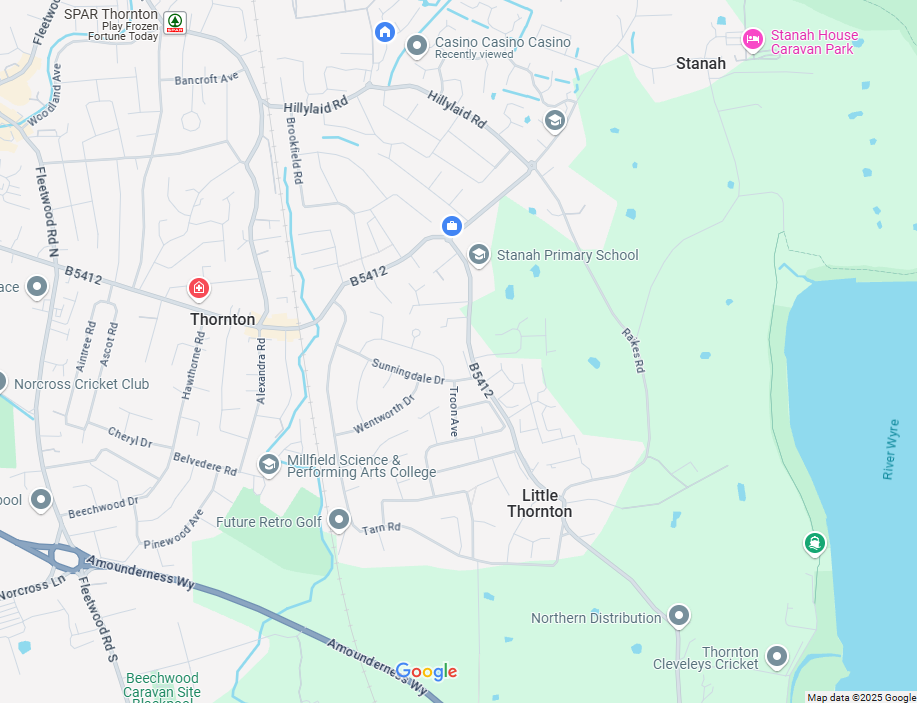 Fleetwood
SPAR Thornton
Play Frozen
Fortune Today
SPAR
Casino Casino Casino
Recently viewed
Stanah House
Caravan Park
Stanah
Woodland Ave
Bancroft Ave
Hillylaid Rd
Hillylaid Rd
Brookfield Rd
Fleetwood Rd N
B5412
B5412
Stanah Primary School
ace
Thornton
Rakes Rd
Aintree Rd
Ascot Rd
Hawthorne Rd
Alexandra Rd
Sunningdale Dr
B5412
Norcross Cricket Club
Wentworth Dr
Troon Ave
River Wyre
Cheryl Dr
Belvedere Rd
Millfield Science &
Performing Arts College
Little
Thornton
pool
Beechwood Dr
Pinewood Ave
Future Retro Golf
Tarn Rd
Amounderness Wy
Norcross Ln
Fleetwood Rd S
Northern Distribution
Amounderness Wy
Thornton
Cleveleys Cricket
Google
Beechwood
Caravan Site
Blackpool
Map data ©2025 Google